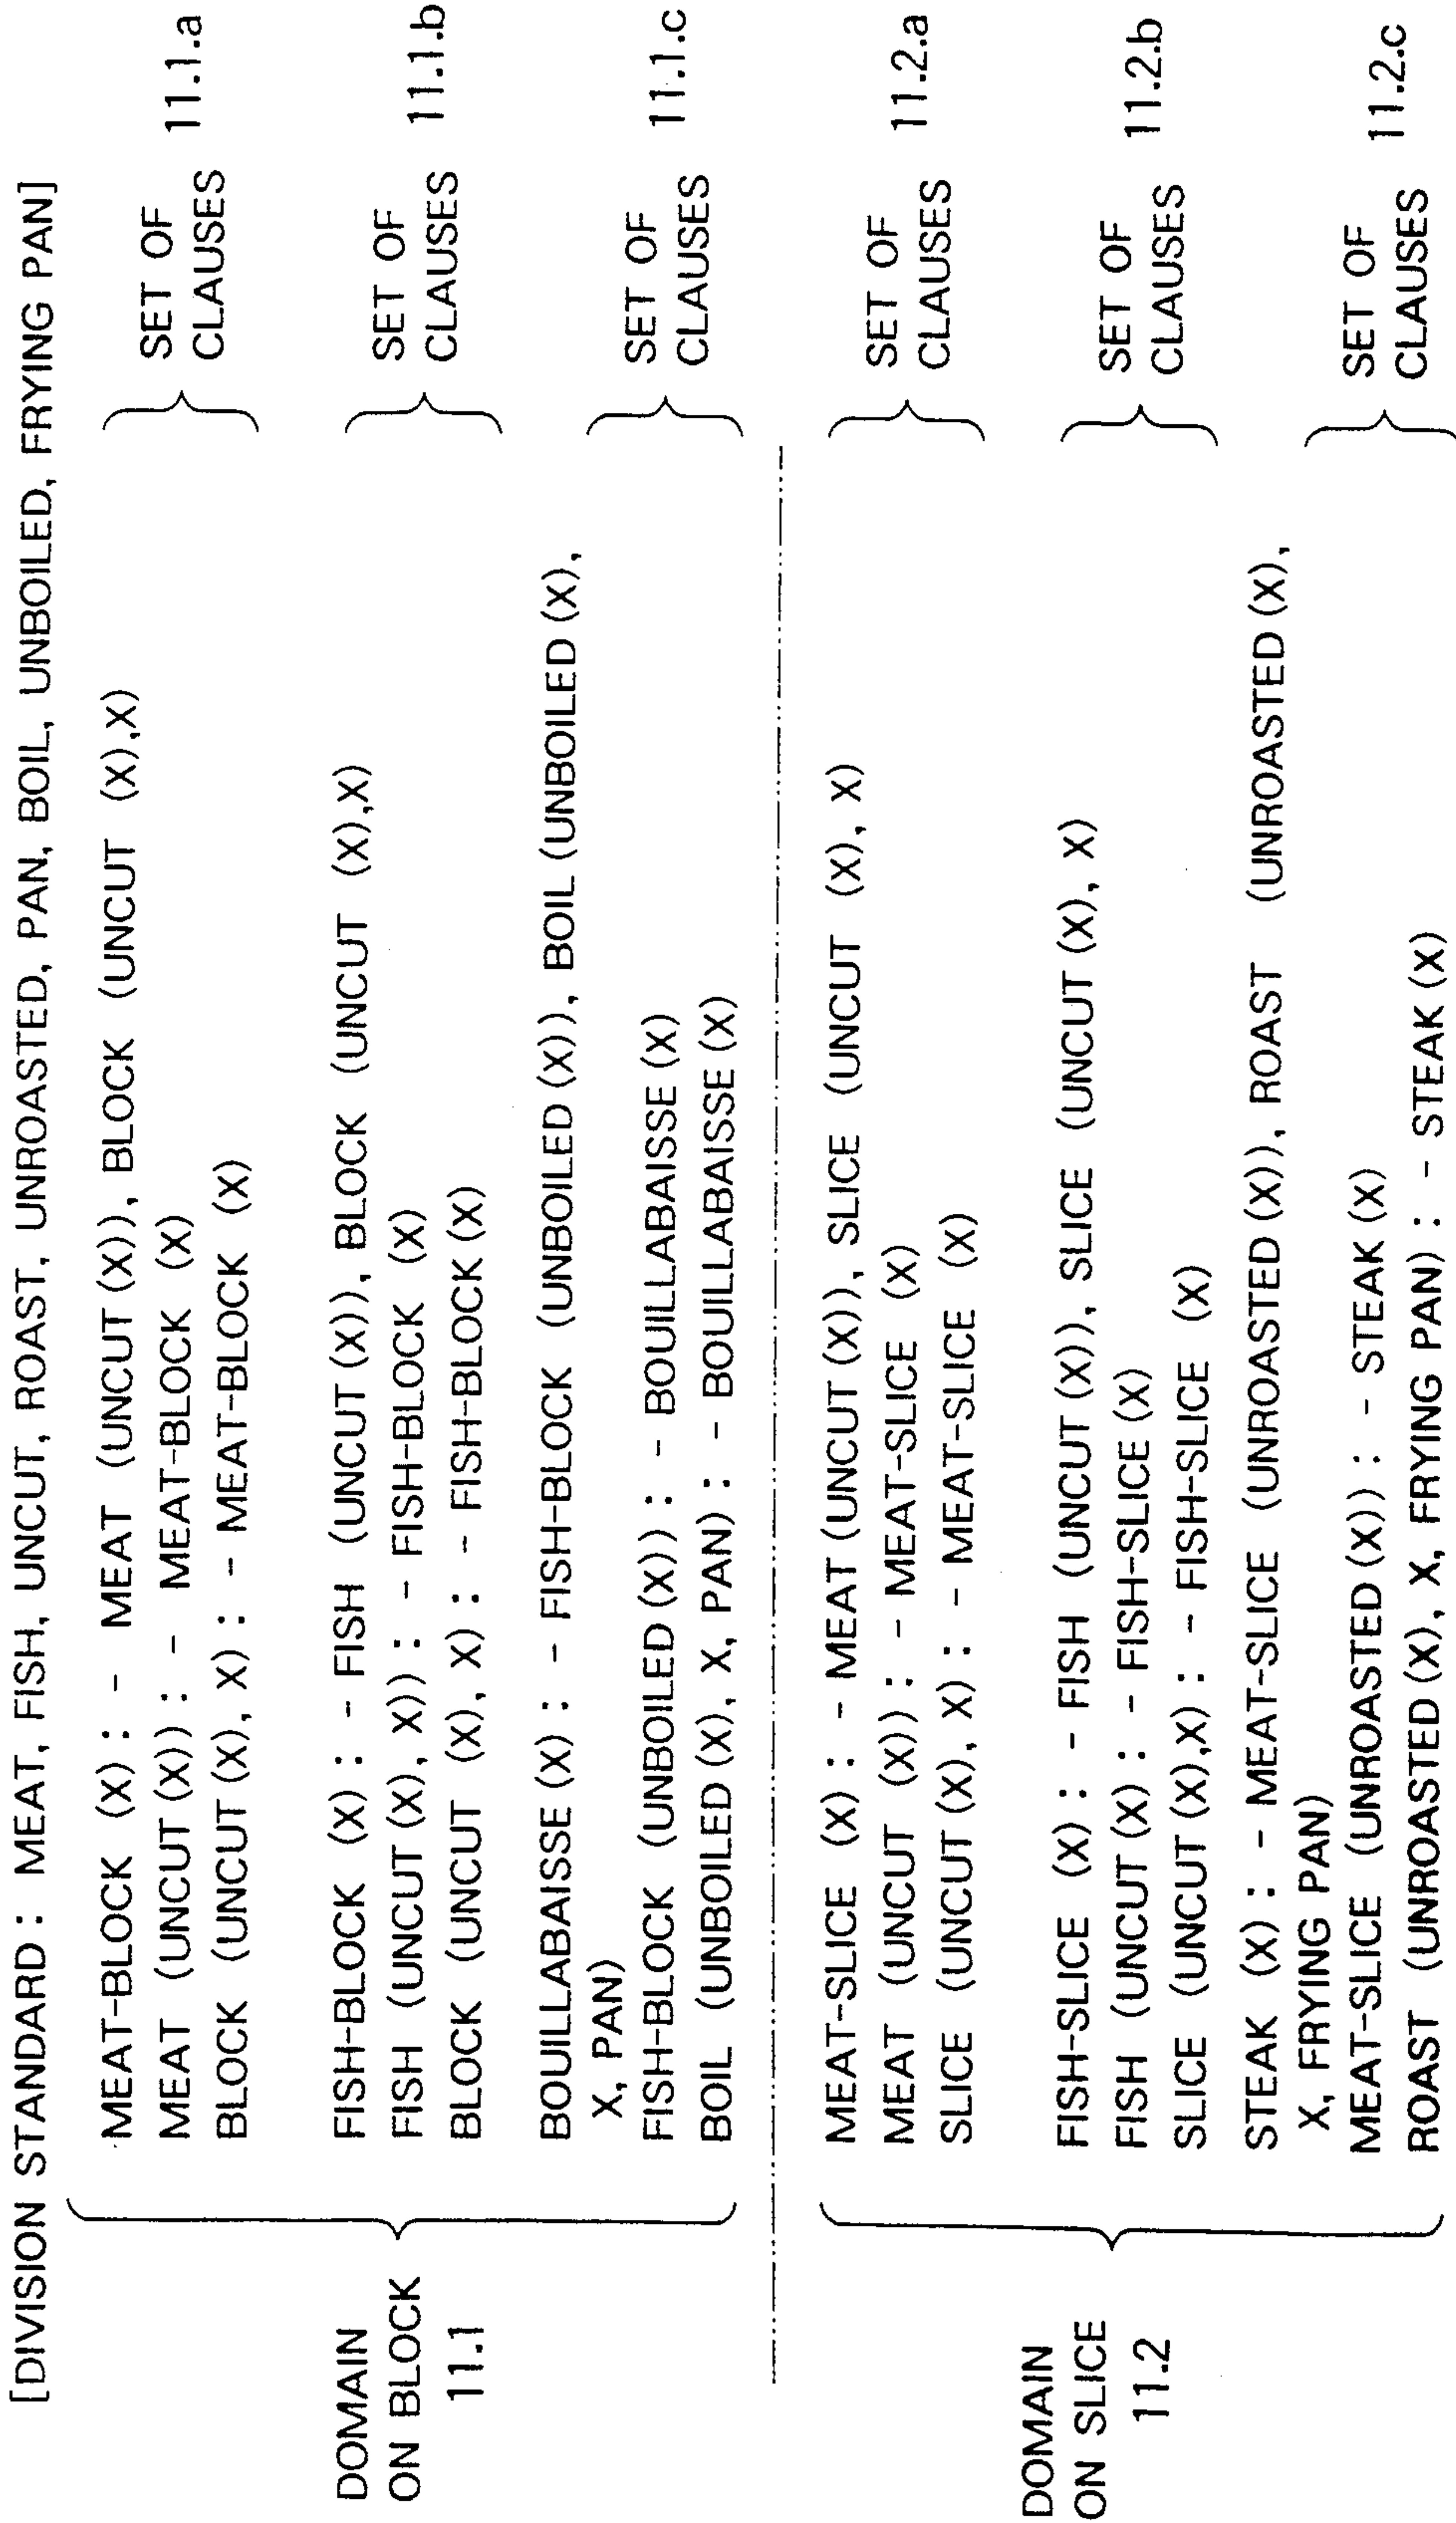 [DIVISION STANDARD : MEAT, FISH, UNCUT, ROAST, UNROASTED, PAN, BOIL, UNBOILED, FRYING PAN]
DOMAIN
ON BLOCK
11.1
MEAT-BLOCK (X) : - MEAT (UNCUT (X)), BLOCK (UNCUT (X),X)
MEAT (UNCUT (X)) : - MEAT-BLOCK (X)
BLOCK (UNCUT (X), X) : - MEAT-BLOCK (X)
SET OF
CLAUSES 11.1.a
FISH-BLOCK (X) : - FISH (UNCUT (X)), BLOCK (UNCUT (X),X)
FISH (UNCUT (X), X)) : - FISH-BLOCK (X)
BLOCK (UNCUT (X), X) : - FISH-BLOCK (X)
SET OF
CLAUSES 11.1.b
BOUILLABAISSE (X) : - FISH-BLOCK (UNBOILED (X)), BOIL (UNBOILED (X),
X, PAN)
FISH-BLOCK (UNBOILED (X)) : - BOUILLABAISSE (X)
BOIL (UNBOILED (X), X, PAN) : - BOUILLABAISSE (X)
SET OF
CLAUSES 11.1.c
DOMAIN
ON SLICE
11.2
MEAT-SLICE (X) : - MEAT (UNCUT (X)), SLICE (UNCUT (X), X)
MEAT (UNCUT (X)) : - MEAT-SLICE (X)
SLICE (UNCUT (X), X) : - MEAT-SLICE (X)
SET OF
CLAUSES 11.2.a
FISH-SLICE (X) : - FISH (UNCUT (X)), SLICE (UNCUT (X), X)
FISH (UNCUT (X) : - FISH-SLICE (X)
SLICE (UNCUT (X),X) : - FISH-SLICE (X)
SET OF
CLAUSES 11.2.b
STEAK (X) : - MEAT-SLICE (UNROASTED (X)), ROAST (UNROASTED (X),
X, FRYING PAN)
MEAT-SLICE (UNROASTED (X)) : - STEAK (X)
ROAST (UNROASTED (X), X, FRYING PAN) : - STEAK (X)
SET OF
CLAUSES 11.2.c